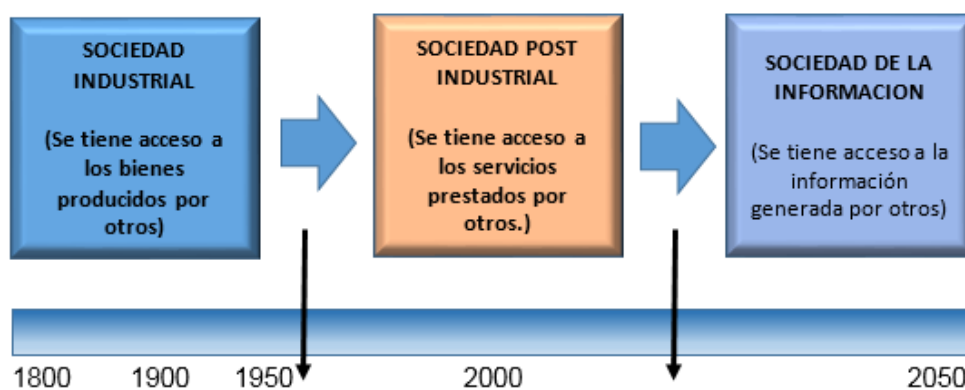 SOCIEDAD
INDUSTRIAL
(Se tiene acceso a
los bienes
producidos por
otros)
SOCIEDAD POST
INDUSTRIAL
(Se tiene acceso a
los servicios
prestados por
otros.)
SOCIEDAD DE LA
INFORMACION
(Se tiene acceso a la
información
generada por otros)
1800 1900 1950 2000 2050